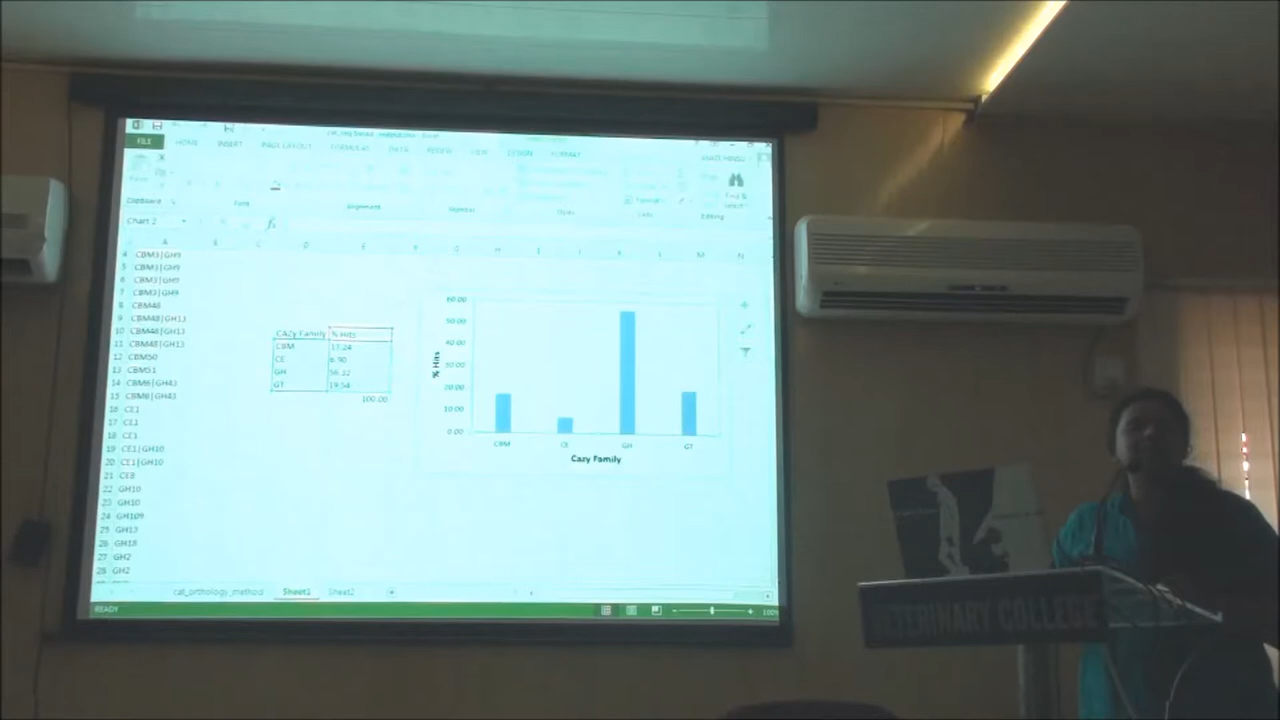 FILE HOME INSERT PAGE LAYOUT FORMULAS DATA REVIEW VIEW DESIGN FORMAT
Clipboard Font Alignment Number Styles Cells Editing
Find &
Select
Chart 2
4 CBM3|GH9
5 CBM3|GH9
6 CBM3|GH9
7 CBM3|GH9
8 CBM48
9 CBM48|GH13
10 CBM48|GH13
11 CBM48|GH13
12 CBM50
13 CBM51
14 CBM6|GH43
15 CBM6|GH43
16 CE1
17 CE1
18 CE1
19 CE1|GH10
20 CE1|GH10
21 CE8
22 GH10
23 GH10
24 GH109
25 GH13
26 GH18
27 GH2
28 GH2
CAZy Family % Hits
CBM 17.24
CE 6.90
GH 56.32
GT 19.54
100.00
60.00
50.00
40.00
30.00
20.00
10.00
0.00
% Hits
CBM CE GH GT
Cazy Family
cat_orthology_method Sheet1 Sheet2
READY
100%
VETERINARY COLLEGE